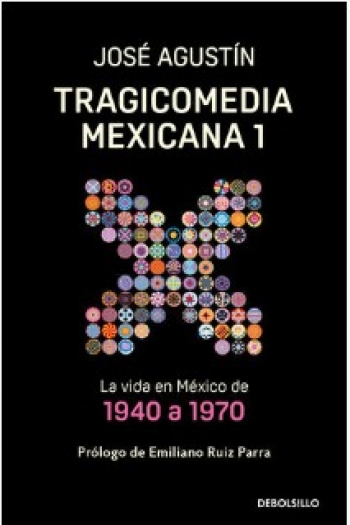 JOSÉ AGUSTÍN
TRAGICOMEDIA
MEXICANA 1
La vida en México de
1940 a 1970
Prólogo de Emiliano Ruiz Parra
DEBOLSILLO